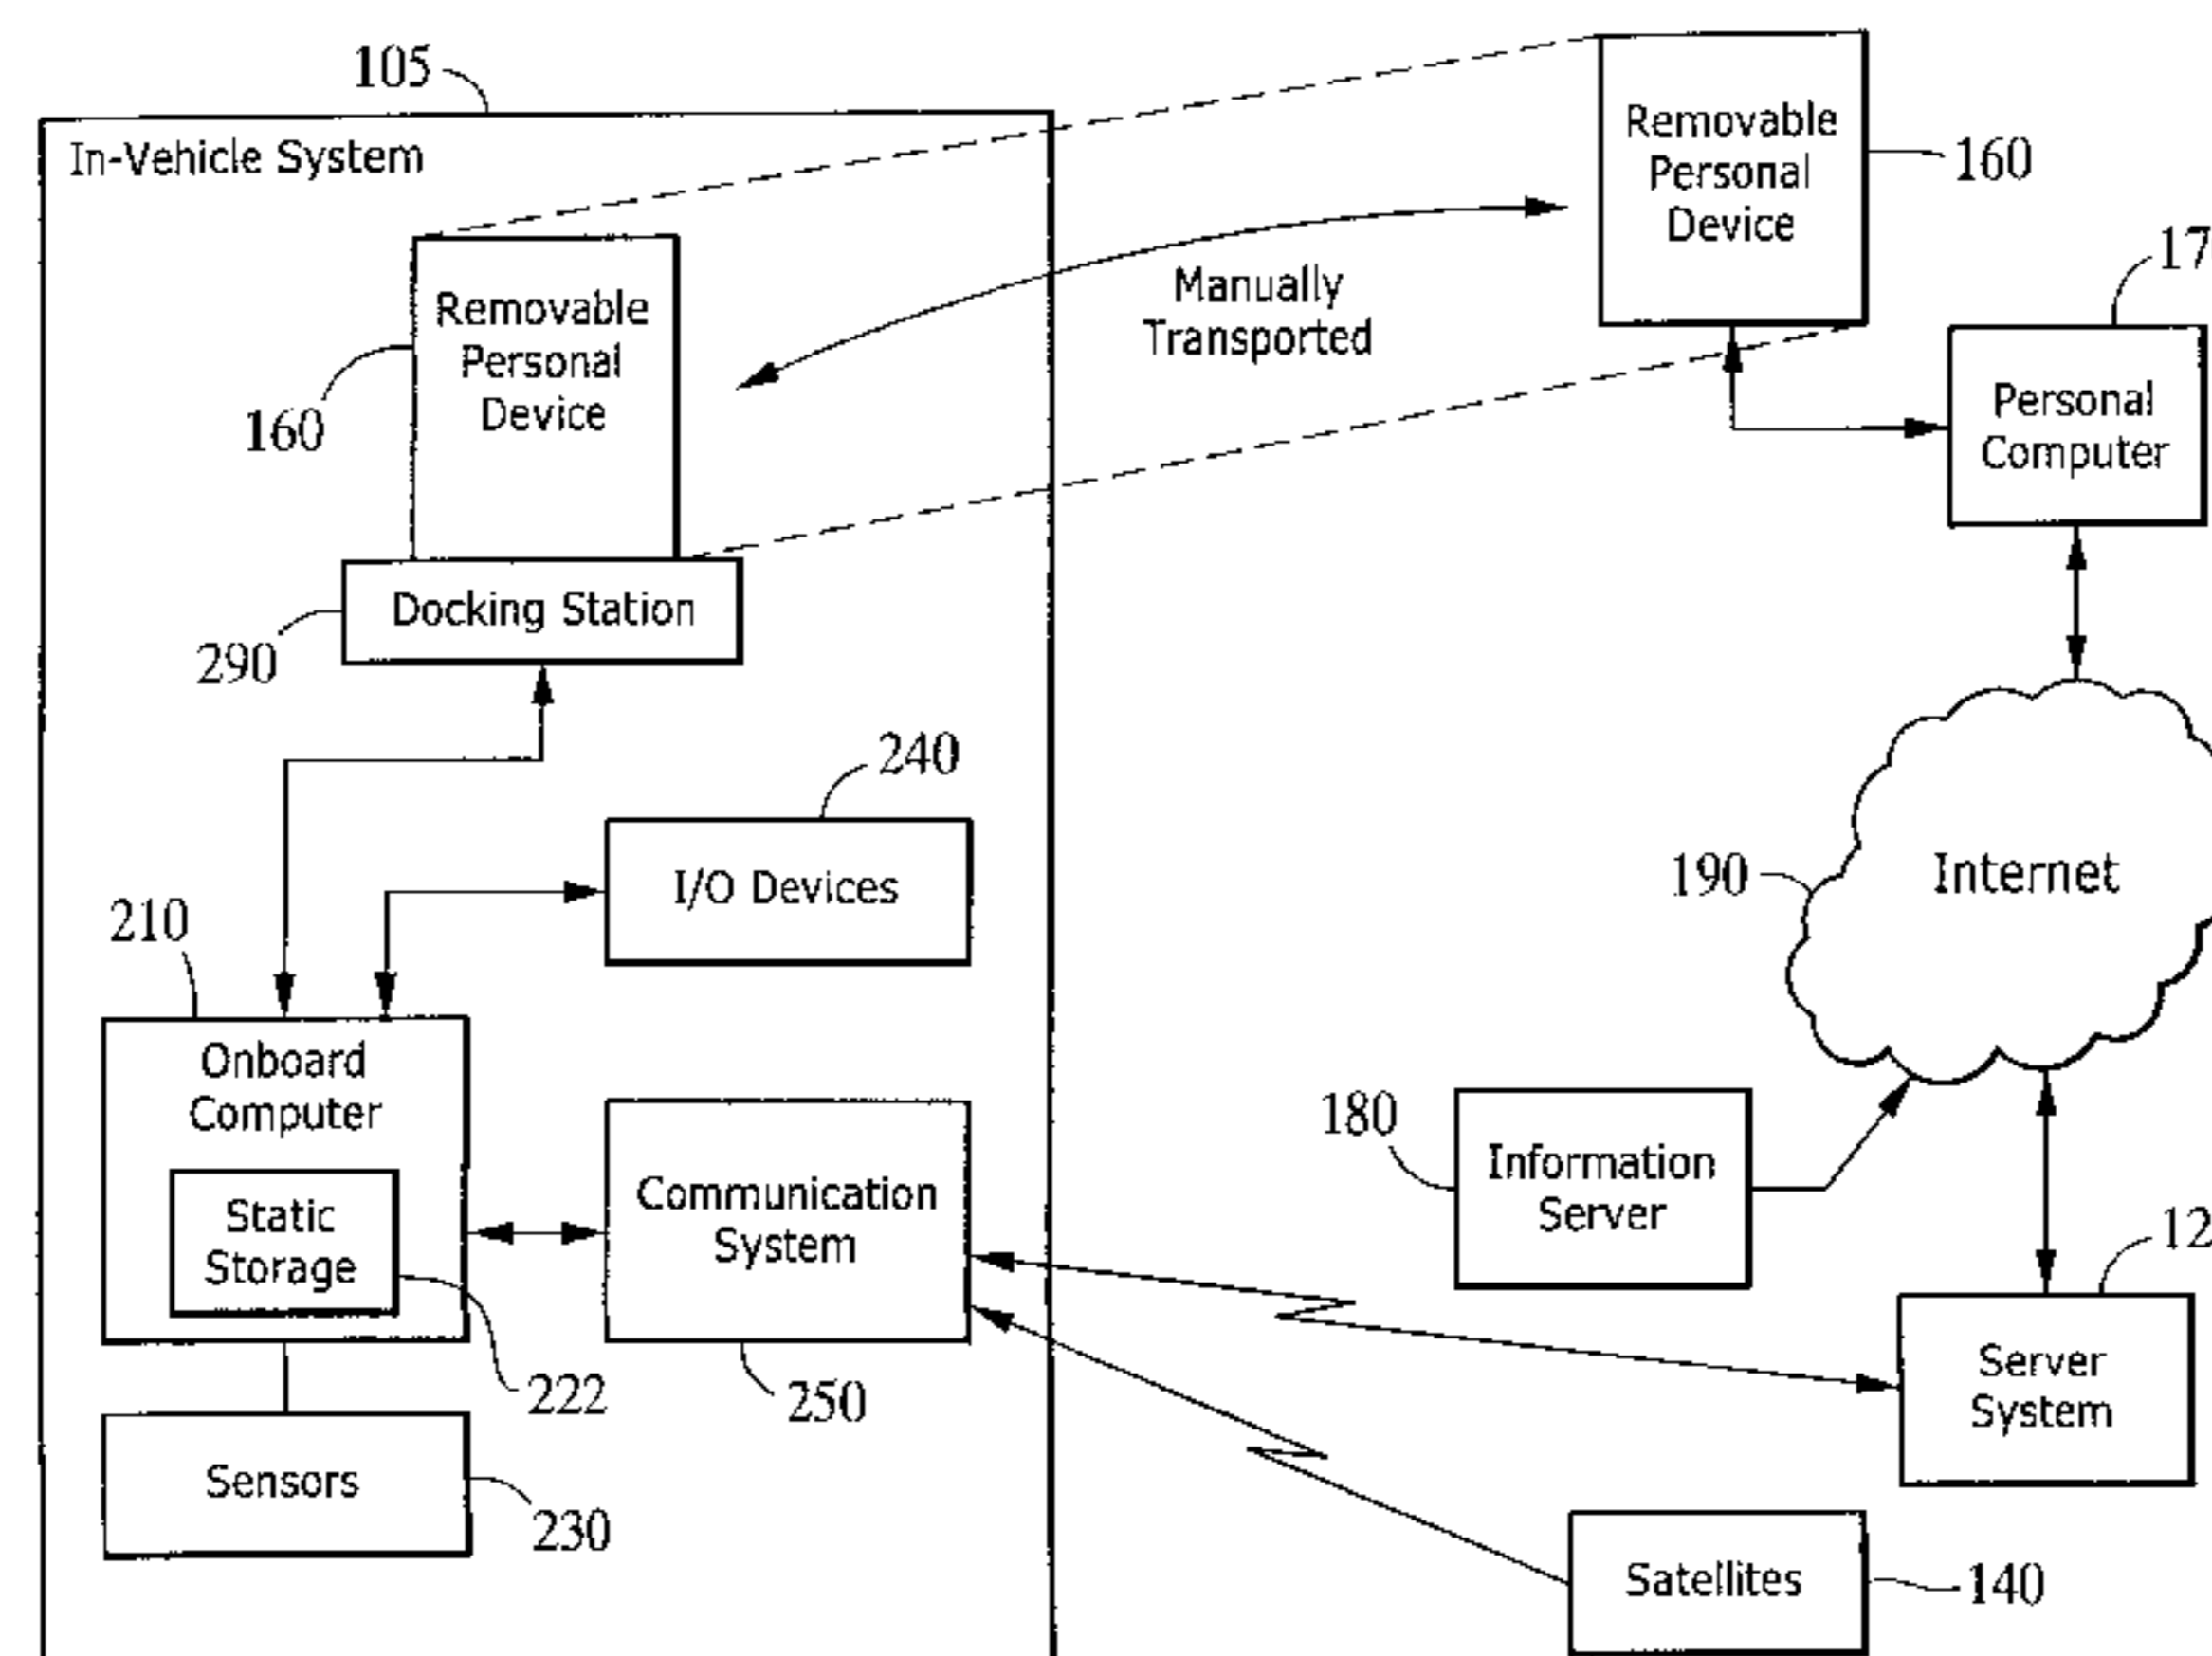 105
In-Vehicle System
Removable
Personal
Device
160
Docking Station
290
Manually
Transported
Removable
Personal
Device
160
17
Personal
Computer
240
I/O Devices
210
Onboard
Computer
Static
Storage
222
Communication
System
250
Sensors
230
190
Internet
180
Information
Server
12
Server
System
Satellites
140